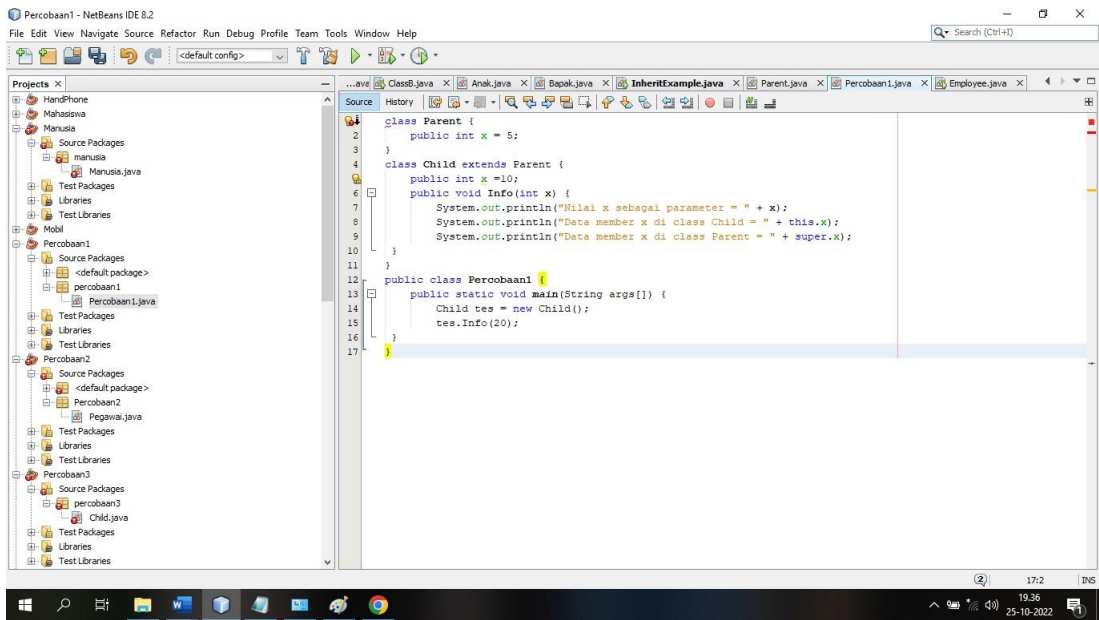 Percobaan1 - NetBeans IDE 8.2
File Edit View Navigate Source Refactor Run Debug Profile Team Tools Window Help
Search (Ctrl+I)
<default config>
Projects
...ava ClassB.java Anak.java Bapak.java InheritExample.java Parent.java Percobaan1.java Employee.java
Source History
HandPhone
Mahasiswa
Manusia
Source Packages
manusia
Manusia.java
Test Packages
Libraries
Test Libraries
Mobil
Percobaan1
Source Packages
<default package>
percobaan1
Percobaan1.java
Test Packages
Libraries
Test Libraries
Percobaan2
Source Packages
<default package>
Percobaan2
Pegawai.java
Test Packages
Libraries
Test Libraries
Percobaan3
Source Packages
percobaan3
Child.java
Test Packages
Libraries
Test Libraries
class Parent {
2 public int x = 5;
3 }
4 class Child extends Parent {
public int x =10;
6 public void Info(int x) {
7 System.out.println("Nilai x sebagai parameter = " + x);
8 System.out.println("Data member x di class Child = " + this.x);
9 System.out.println("Data member x di class Parent = " + super.x);
10 }
11 }
12 public class Percobaan1 {
13 public static void main(String args[]) {
14 Child tes = new Child();
15 tes.Info(20);
16 }
17 }
2 17:2 INS
19.36
25-10-2022